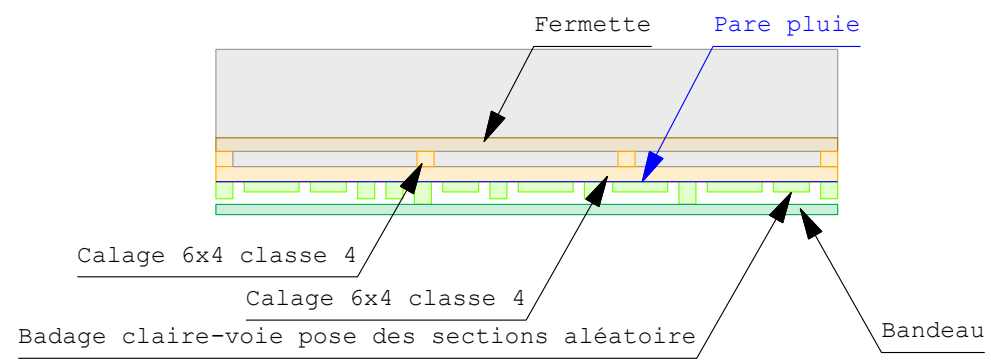 Fermette
Pare pluie
Calage 6x4 classe 4
Calage 6x4 classe 4
Badage claire-voie pose des sections aléatoire
Bandeau